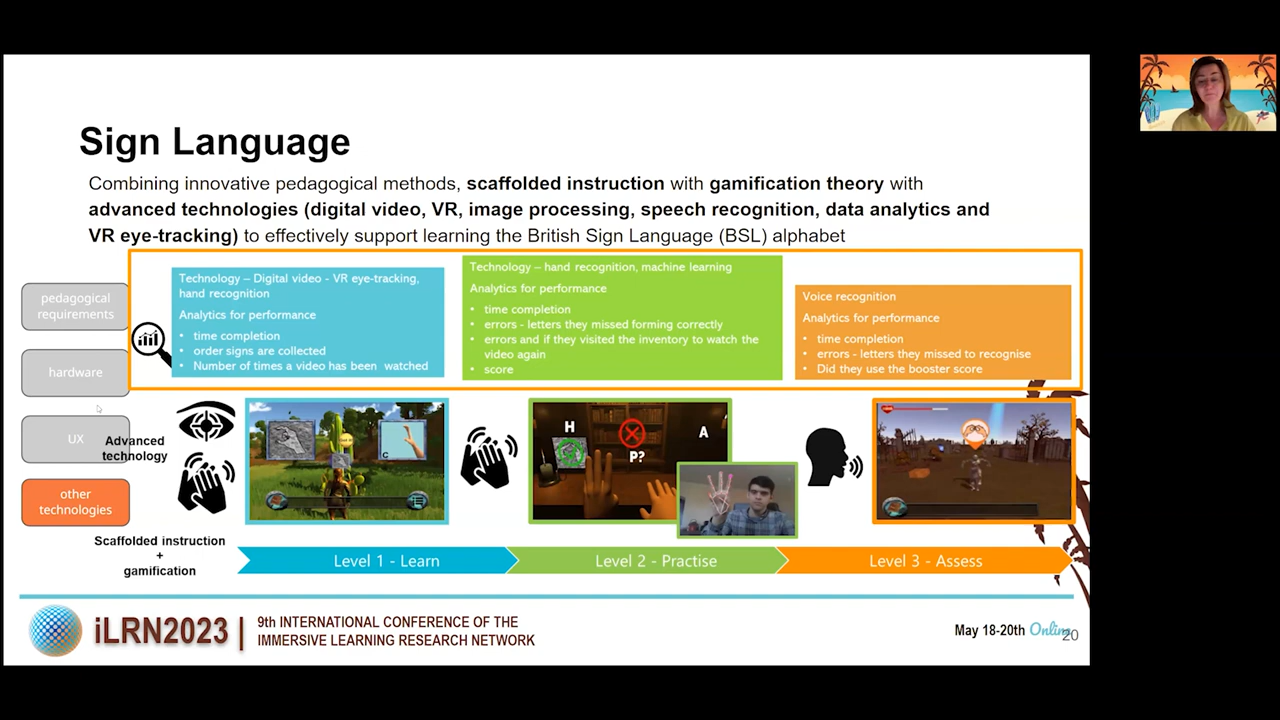 Sign Language
Combining innovative pedagogical methods, scaffolded instruction with gamification theory with
advanced technologies (digital video, VR, image processing, speech recognition, data analytics and
VR eye-tracking) to effectively support learning the British Sign Language (BSL) alphabet
pedagogical
requirements
hardware
UX
other
technologies
Technology – Digital video - VR eye-tracking,
hand recognition
Analytics for performance
• time completion
• order signs are collected
• Number of times a video has been watched
Technology – hand recognition, machine learning
Analytics for performance
• time completion
• errors - letters they missed forming correctly
• errors and if they visited the inventory to watch the
video again
• score
Voice recognition
Analytics for performance
• time completion
• errors - letters they missed to recognise
• Did they use the booster score
Advanced
technology
C
H
A
P?
Scaffolded instruction
+
gamification
Level 1 - Learn
Level 2 - Practise
Level 3 - Assess
iLRN2023
9th INTERNATIONAL CONFERENCE OF THE
IMMERSIVE LEARNING RESEARCH NETWORK
May 18-20th Online
20